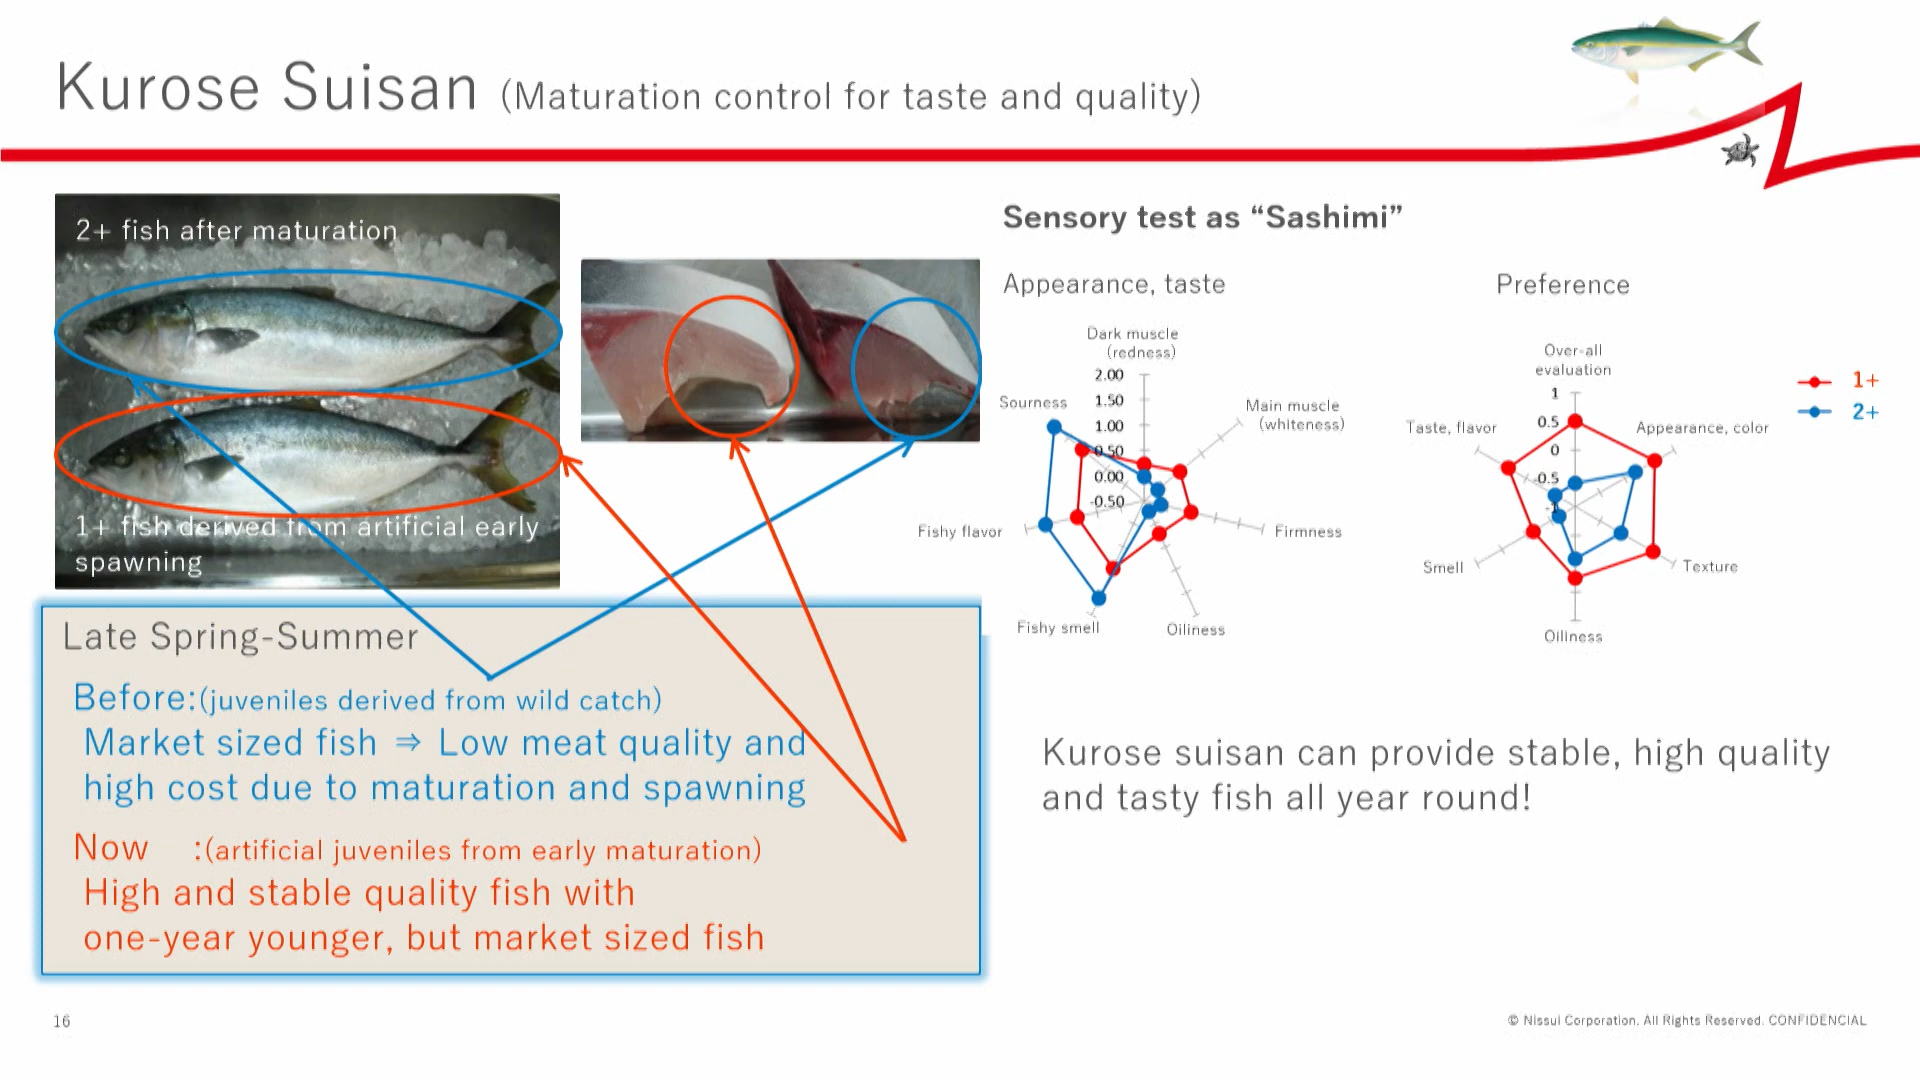 Kurose Suisan (Maturation control for taste and quality)
2+ fish after maturation
1+ fish derived from artificial early
spawning
Late Spring-Summer
Before:(juveniles derived from wild catch)
Market sized fish ⇒ Low meat quality and
high cost due to maturation and spawning
Now :(artificial juveniles from early maturation)
High and stable quality fish with
one-year younger, but market sized fish
Sensory test as “Sashimi”
Appearance, taste
Dark muscle
(redness)
2.00
1.50
1.00
0.50
0.00
-0.50
Sourness
Main muscle
(whiteness)
Fishy flavor
Firmness
Fishy smell
Oiliness
Preference
Over-all
evaluation
1
0.5
0
-0.5
-1
Taste, flavor
Appearance, color
Smell
Texture
Oiliness
1+
2+
Kurose suisan can provide stable, high quality
and tasty fish all year round!
16
© Nissui Corporation. All Rights Reserved. CONFIDENCIAL